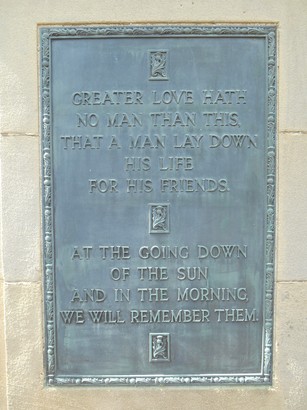 GREATER LOVE HATH
NO MAN THAN THIS,
THAT A MAN LAY DOWN
HIS LIFE
FOR HIS FRIENDS.
AT THE GOING DOWN
OF THE SUN
AND IN THE MORNING,
WE WILL REMEMBER THEM.